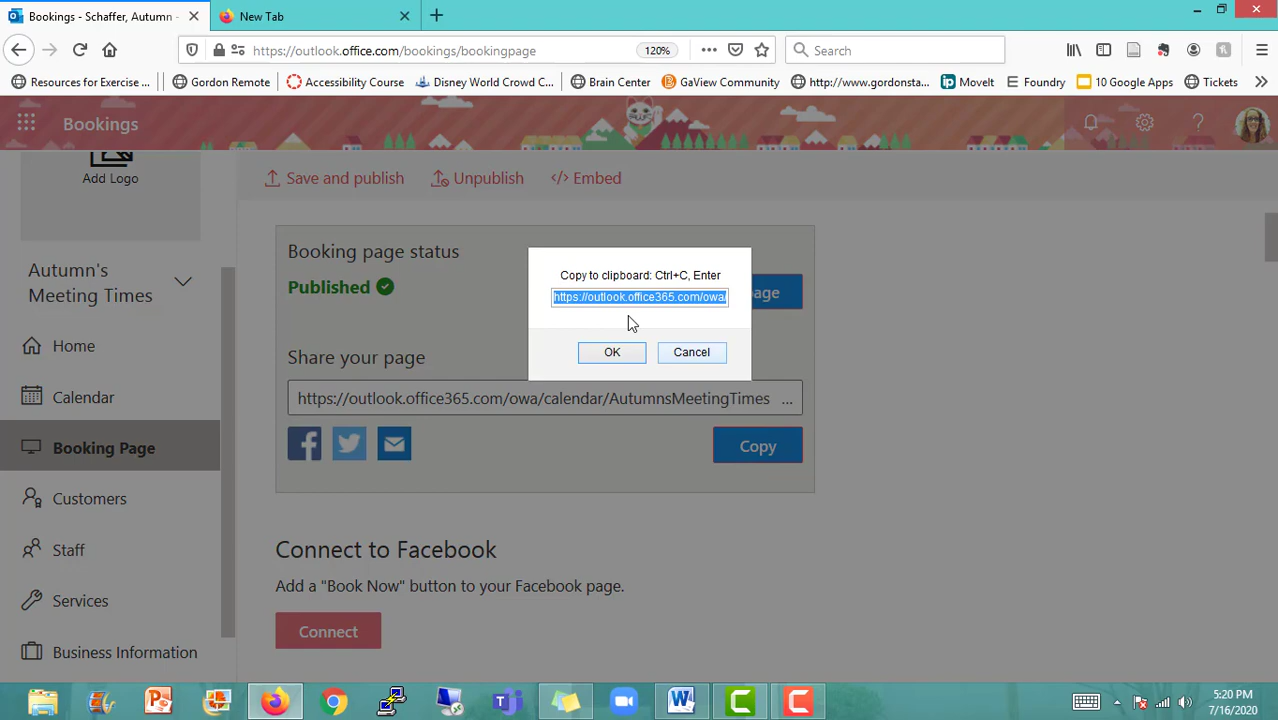 Bookings - Schaffer, Autumn -
New Tab
https://outlook.office.com/bookings/bookingpage
120%
Search
Resources for Exercise ...
Gordon Remote
Accessibility Course
Disney World Crowd C...
Brain Center
GaView Community
http://www.gordonsta...
MoveIt
Foundry
10 Google Apps
Tickets
Bookings
Add Logo
Save and publish
Unpublish
</> Embed
Autumn's
Meeting Times
Booking page status
Published
Copy to clipboard: Ctrl+C, Enter
https://outlook.office365.com/owa/
OK
Cancel
page
Share your page
https://outlook.office365.com/owa/calendar/AutumnsMeetingTimes ...
Copy
Home
Calendar
Booking Page
Customers
Staff
Services
Business Information
Connect to Facebook
Add a "Book Now" button to your Facebook page.
Connect
5:20 PM
7/16/2020